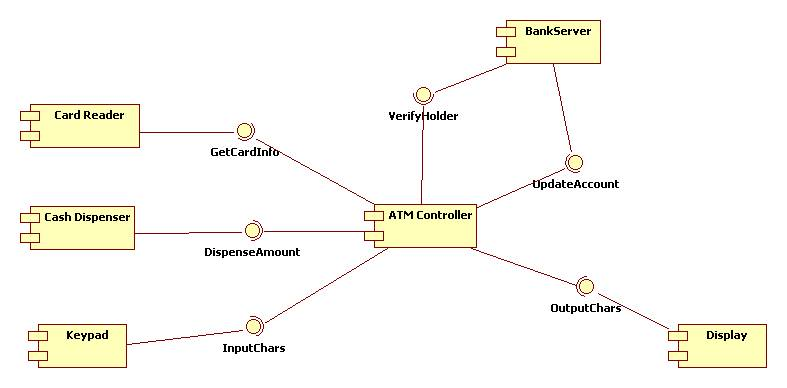 BankServer
VerifyHolder
Card Reader
GetCardInfo
UpdateAccount
Cash Dispenser
ATM Controller
DispenseAmount
OutputChars
Keypad
InputChars
Display